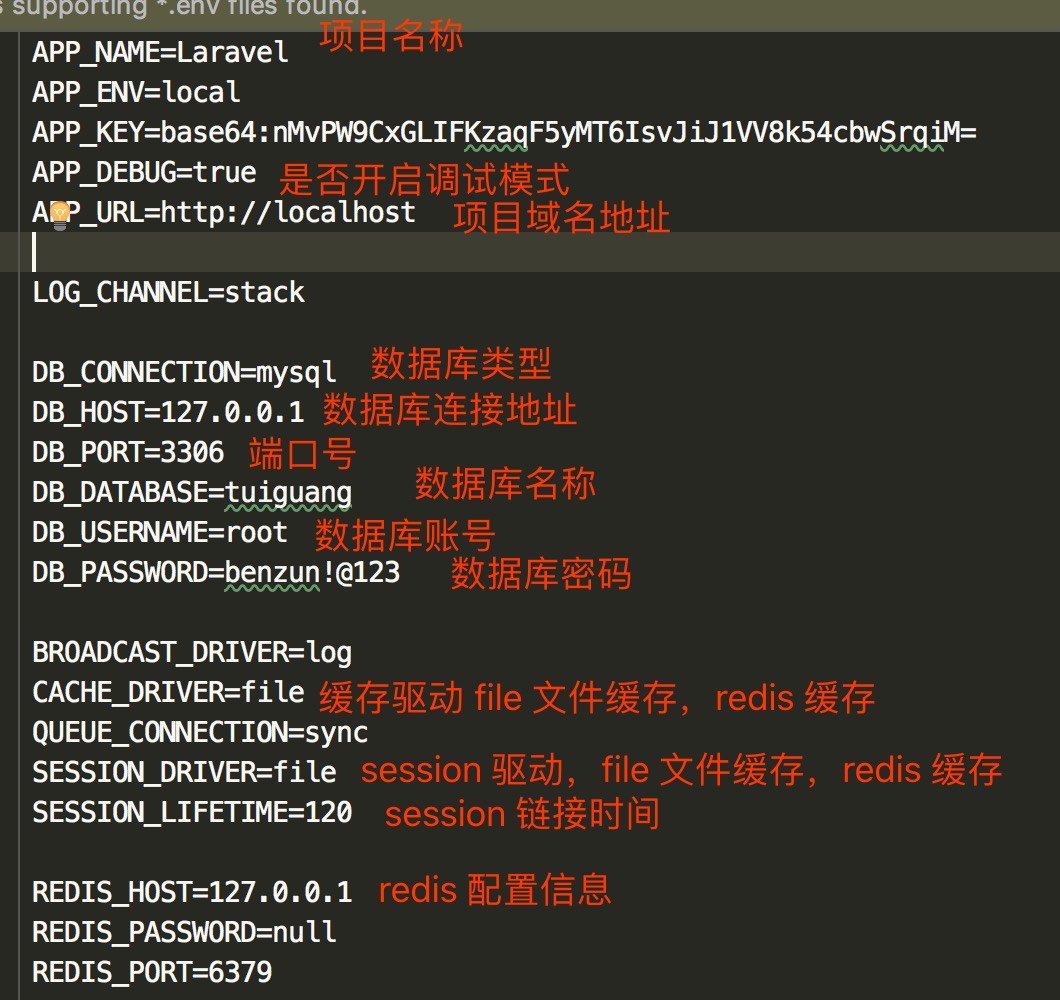 s supporting *.env files found.
APP_NAME=Laravel 项目名称
APP_ENV=local
APP_KEY=base64:nMvPW9CxGLIFKzaqF5yMT6IsvJiJ1VV8k54cbwSrqiM=
APP_DEBUG=true 是否开启调试模式
APP_URL=http://localhost 项目域名地址
LOG_CHANNEL=stack
DB_CONNECTION=mysql 数据库类型
DB_HOST=127.0.0.1 数据库连接地址
DB_PORT=3306 端口号
DB_DATABASE=tuiguang 数据库名称
DB_USERNAME=root 数据库账号
DB_PASSWORD=benzun!@123 数据库密码
BROADCAST_DRIVER=log
CACHE_DRIVER=file 缓存驱动 file 文件缓存，redis 缓存
QUEUE_CONNECTION=sync
SESSION_DRIVER=file session 驱动，file 文件缓存，redis 缓存
SESSION_LIFETIME=120 session 链接时间
REDIS_HOST=127.0.0.1 redis 配置信息
REDIS_PASSWORD=null
REDIS_PORT=6379